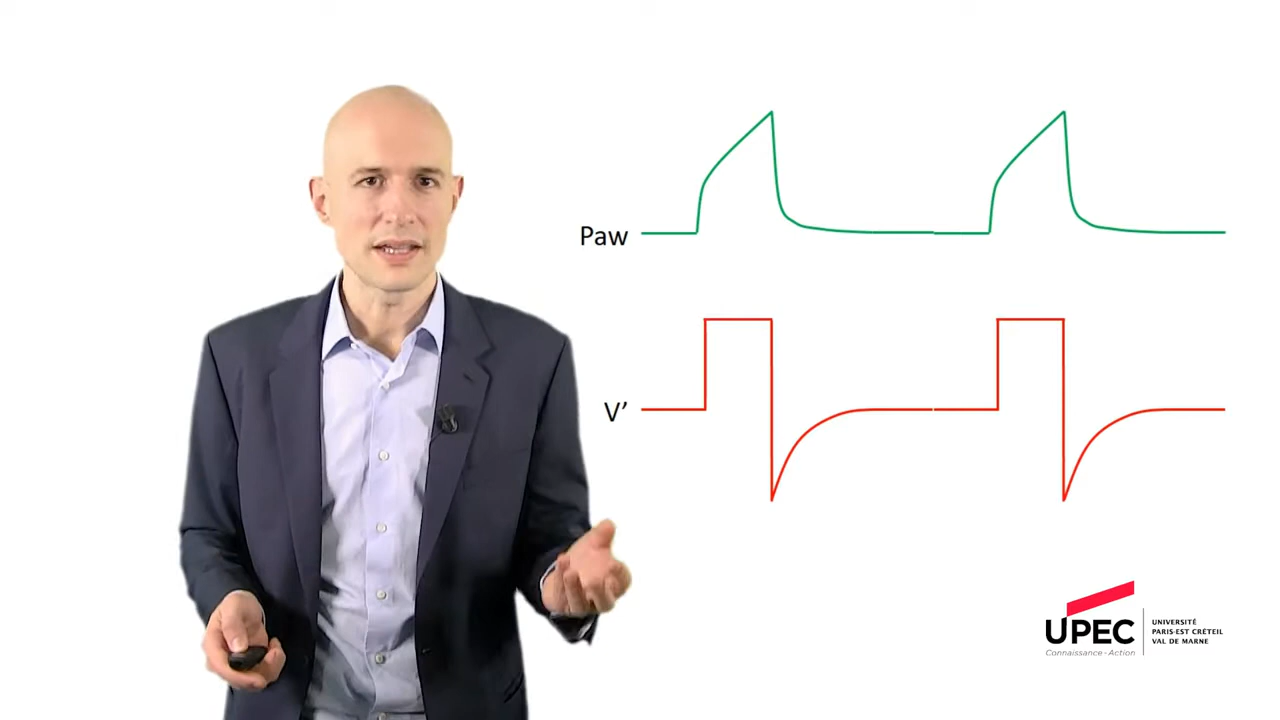 Paw
V’
UPEC
Connaissance - Action
UNIVERSITÉ
PARIS-EST CRÉTEIL
VAL DE MARNE